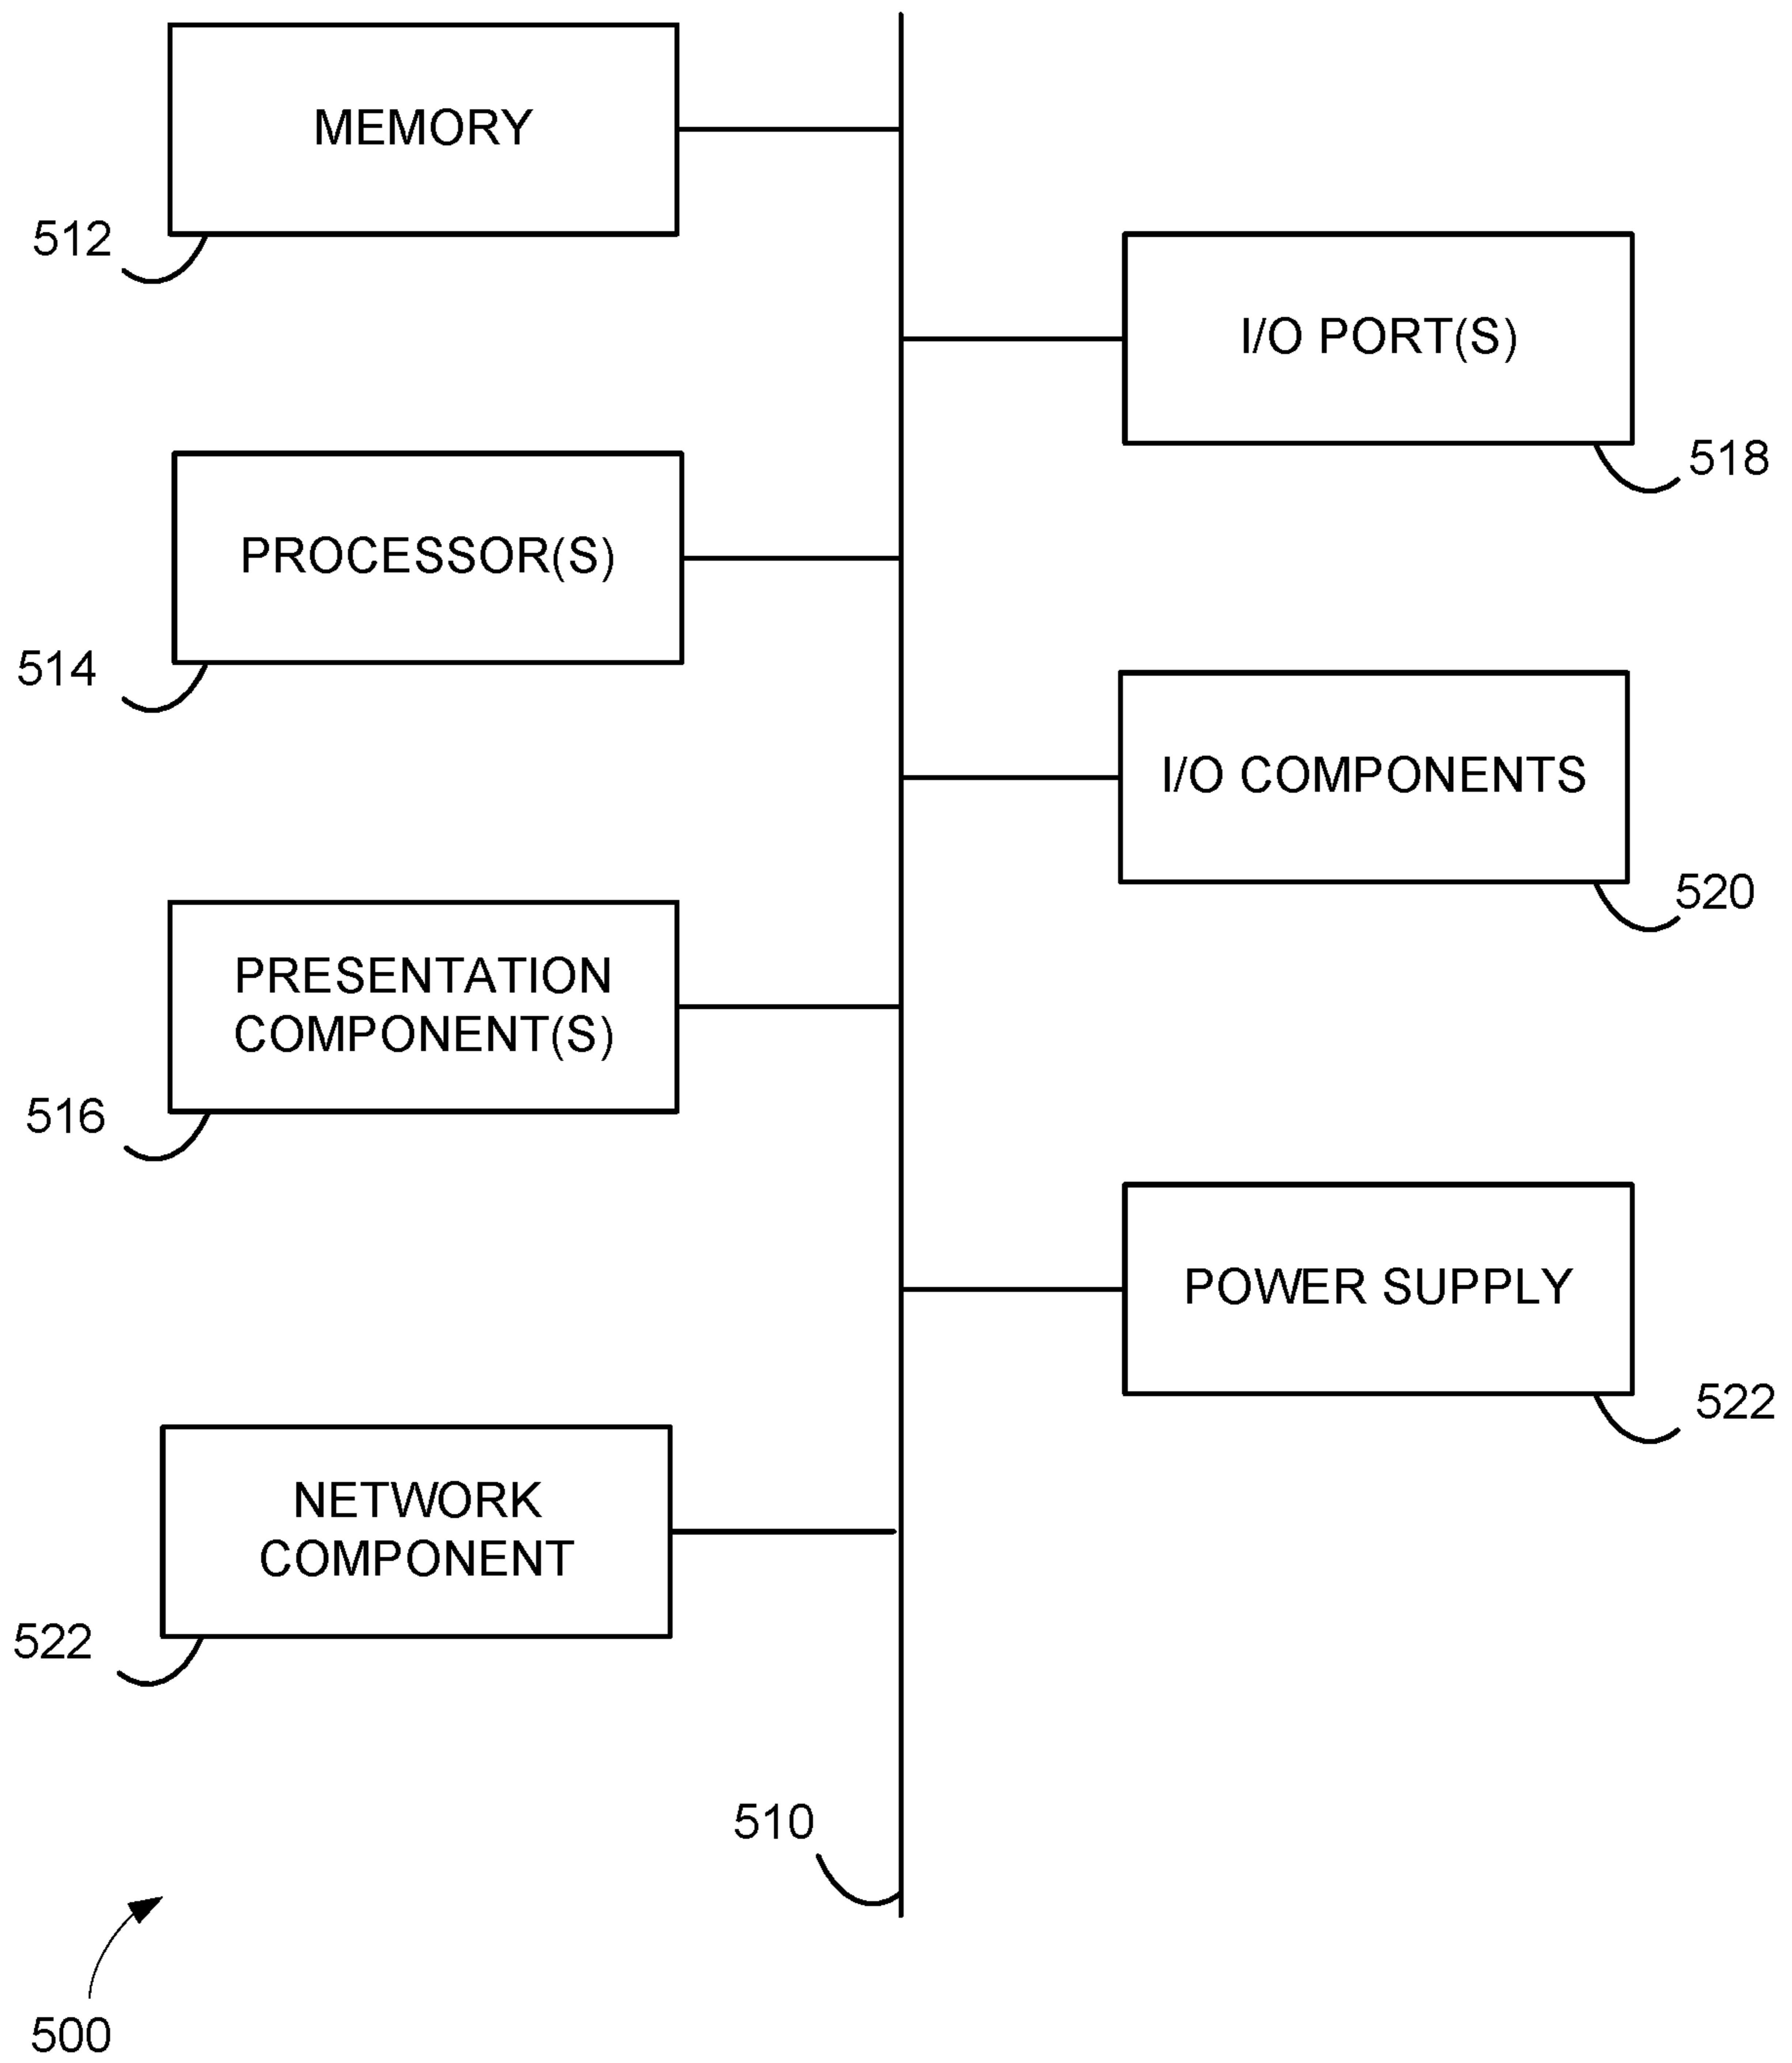 MEMORY
512
I/O PORT(S)
518
PROCESSOR(S)
514
I/O COMPONENTS
520
PRESENTATION
COMPONENT(S)
516
POWER SUPPLY
522
NETWORK
COMPONENT
522
510
500